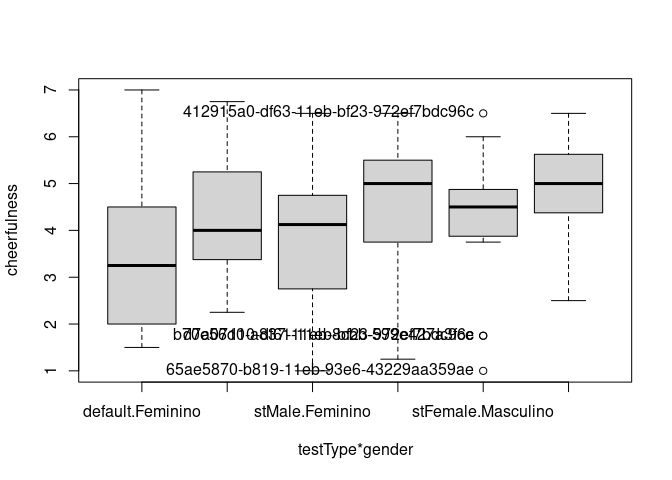 7
412915a0-df63-11eb-bf23-972ef7bdc96c
6
5
cheerfulness
4
3
2
65ae5870-b819-11eb-93e6-43229aa359ae
1
default.Feminino stMale.Feminino stFemale.Masculino
testType*gender